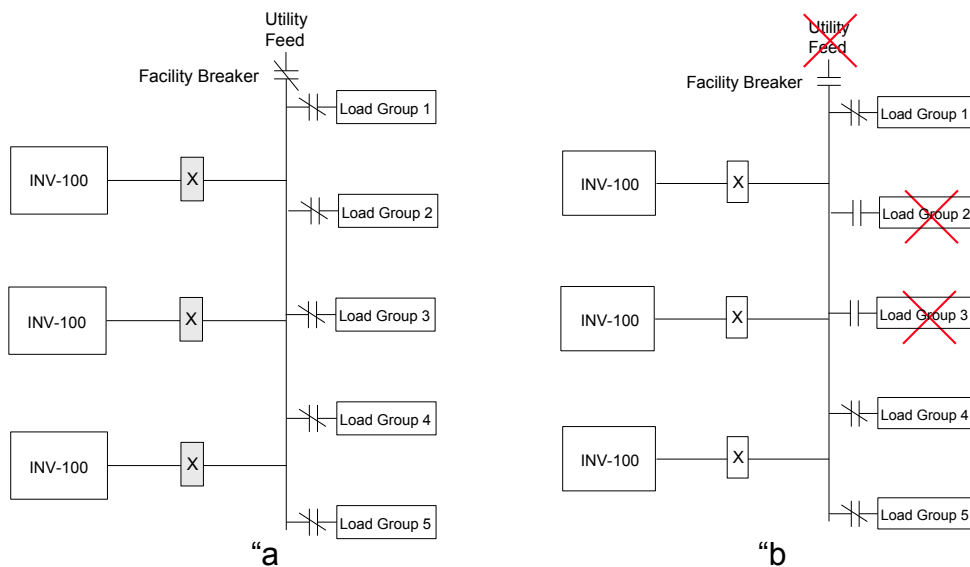 Utility
Feed
Facility Breaker
Load Group 1
INV-100
X
Load Group 2
INV-100
X
Load Group 3
Load Group 4
INV-100
X
Load Group 5
“a
Utility
Feed
Facility Breaker
Load Group 1
INV-100
X
Load Group 2
INV-100
X
Load Group 3
Load Group 4
INV-100
X
Load Group 5
“b